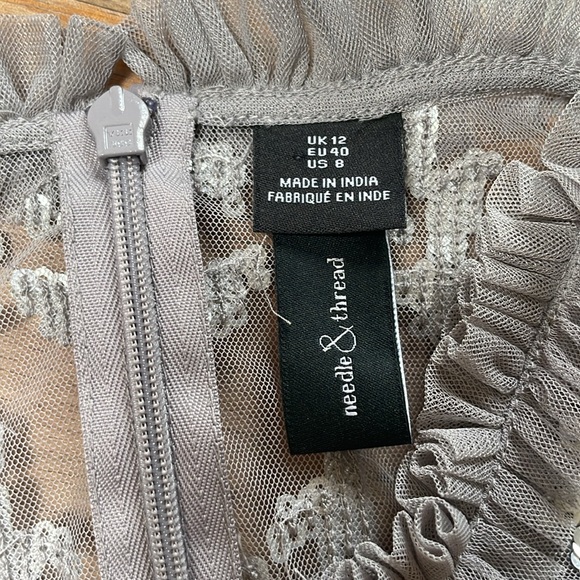 UK 12
EU 40
US 8
MADE IN INDIA
FABRIQUÉ EN INDE
needle & thread